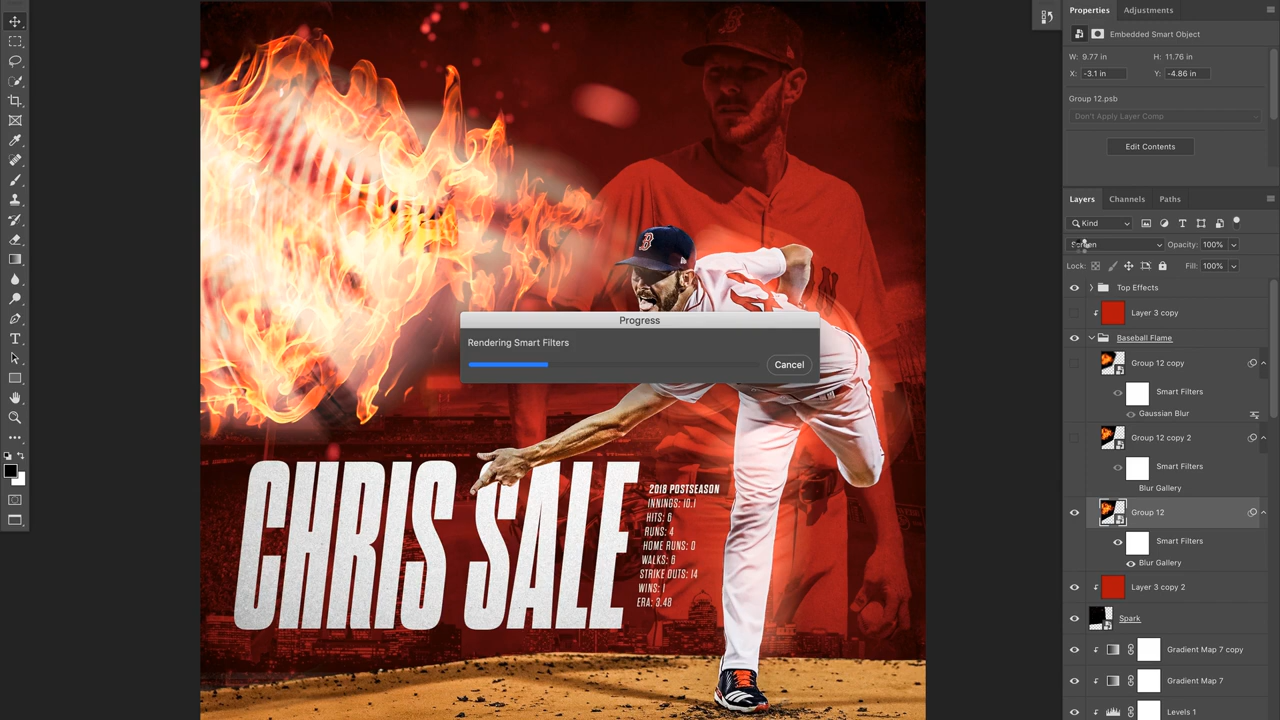 Properties Adjustments
Embedded Smart Object
W: 9.77 in H: 11.76 in
X: -3.1 in Y: -4.86 in
Group 12.psb
Don't Apply Layer Comp
Edit Contents
Layers Channels Paths
Kind
Opacity: 100%
Lock: Fill: 100%
Top Effects
Layer 3 copy
Baseball Flame
Group 12 copy
Smart Filters
Gaussian Blur
Group 12 copy 2
Smart Filters
Blur Gallery
Group 12
Smart Filters
Blur Gallery
Layer 3 copy 2
Spark
Gradient Map 7 copy
Gradient Map 7
Levels 1
Progress
Rendering Smart Filters
Cancel
B
CHRIS SALE
2018 POSTSEASON
INNINGS: 10.1
HITS: 6
RUNS: 4
HOME RUNS: 0
WALKS: 6
STRIKE OUTS: 14
WINS: 1
ERA: 3.48